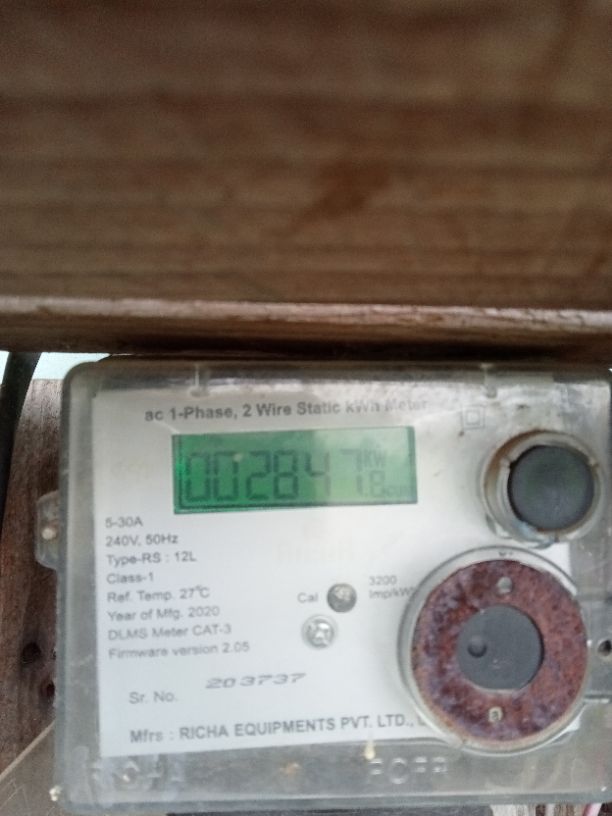 ac 1-Phase, 2 Wire Static kWh Meter
002847.8
KW
cum
5-30A
240V, 50Hz
Type-RS : 12L
Class-1
Ref. Temp. 27°C
Year of Mfg. 2020
DLMS Meter CAT-3
Firmware version 2.05
Cal
3200
Imp/kWh
Sr. No. 203737
Mfrs : RICHA EQUIPMENTS PVT. LTD.,